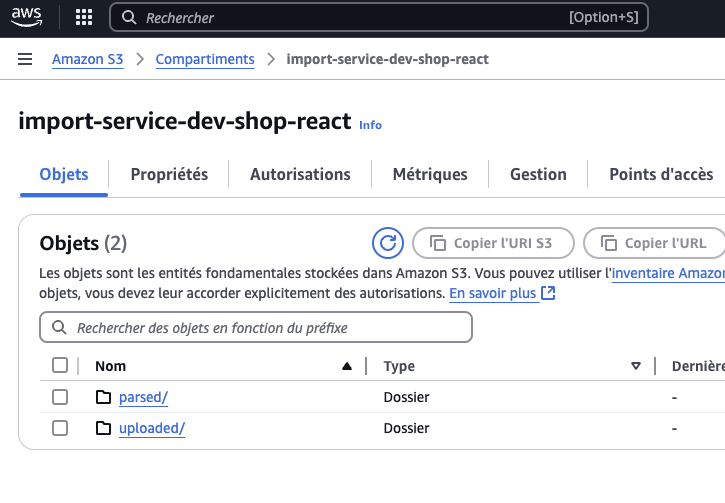 aws
Rechercher [Option+S]
Amazon S3 > Compartiments > import-service-dev-shop-react
import-service-dev-shop-react Info
Objets Propriétés Autorisations Métriques Gestion Points d'accès
Objets (2) Copier l'URI S3 Copier l'URL
Les objets sont les entités fondamentales stockées dans Amazon S3. Vous pouvez utiliser l'inventaire Amazon
objets, vous devez leur accorder explicitement des autorisations. En savoir plus
Rechercher des objets en fonction du préfixe
Nom Type Dernière
parsed/ Dossier -
uploaded/ Dossier -